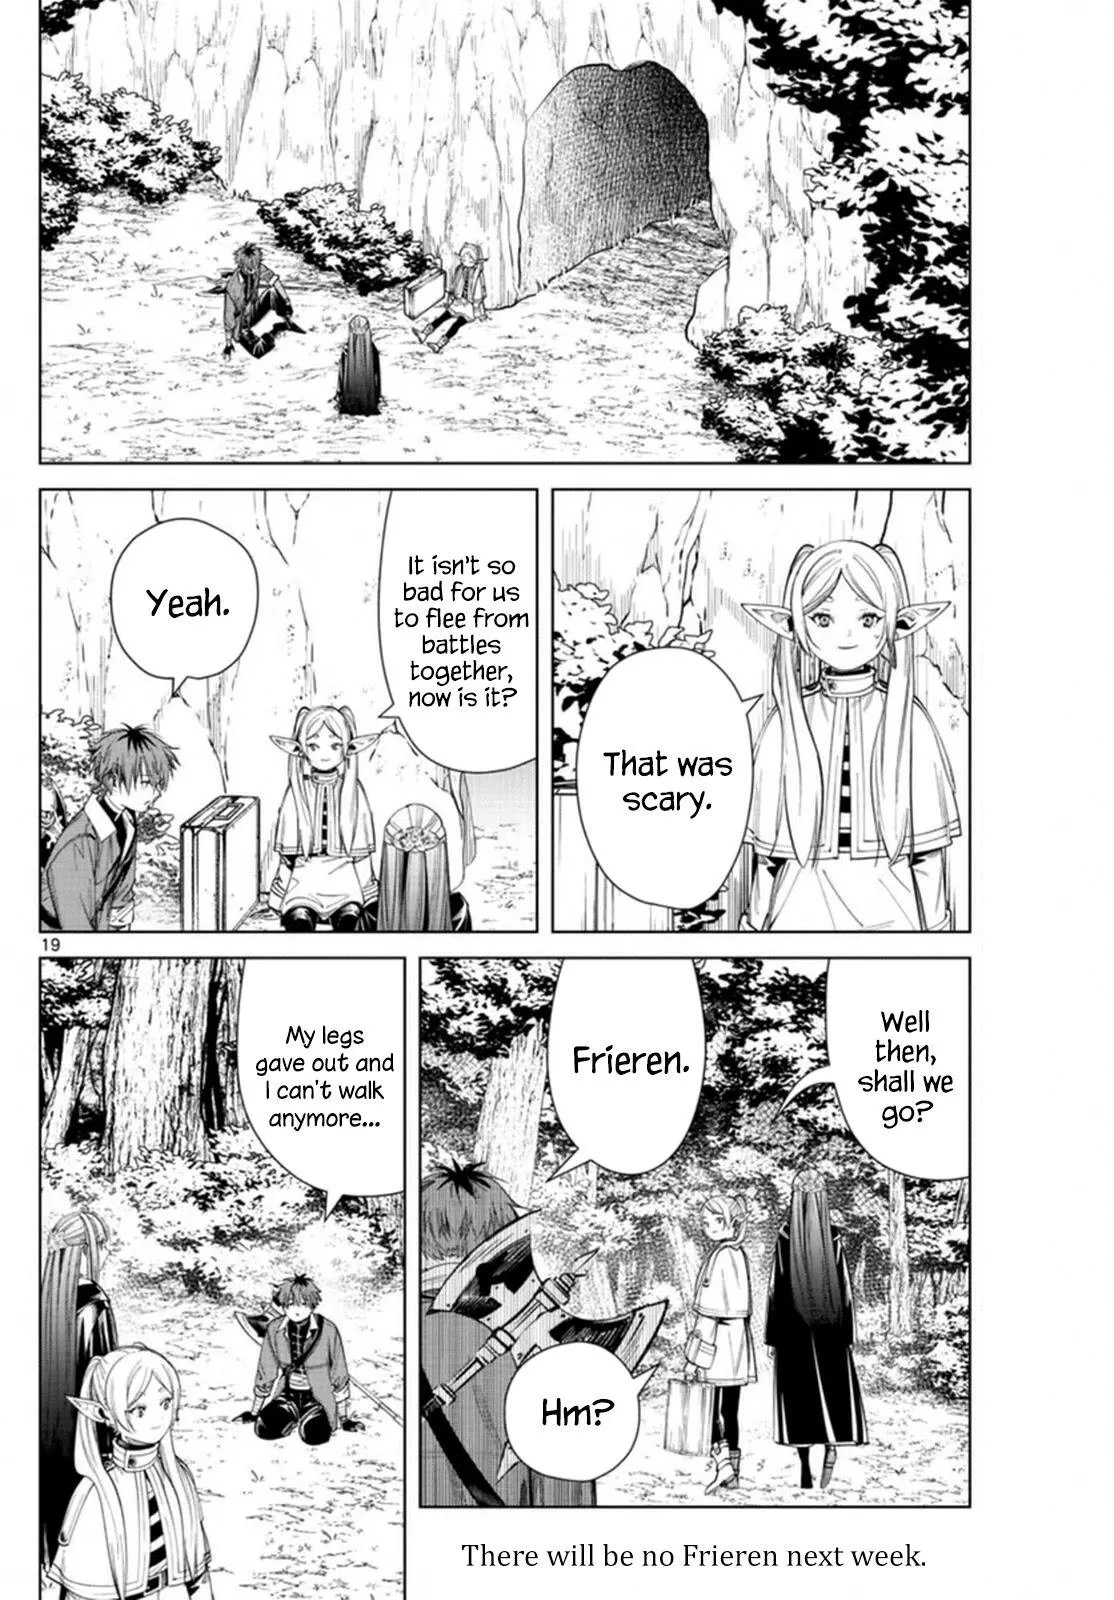 That was
scary.
It isn't so
bad for us
to flee from
battles
together,
now is it?
Yeah.
19
Well
then,
shall we
go?
Frieren.
Hm?
My legs
gave out and
I can't walk
anymore...
There will be no Frieren next week.